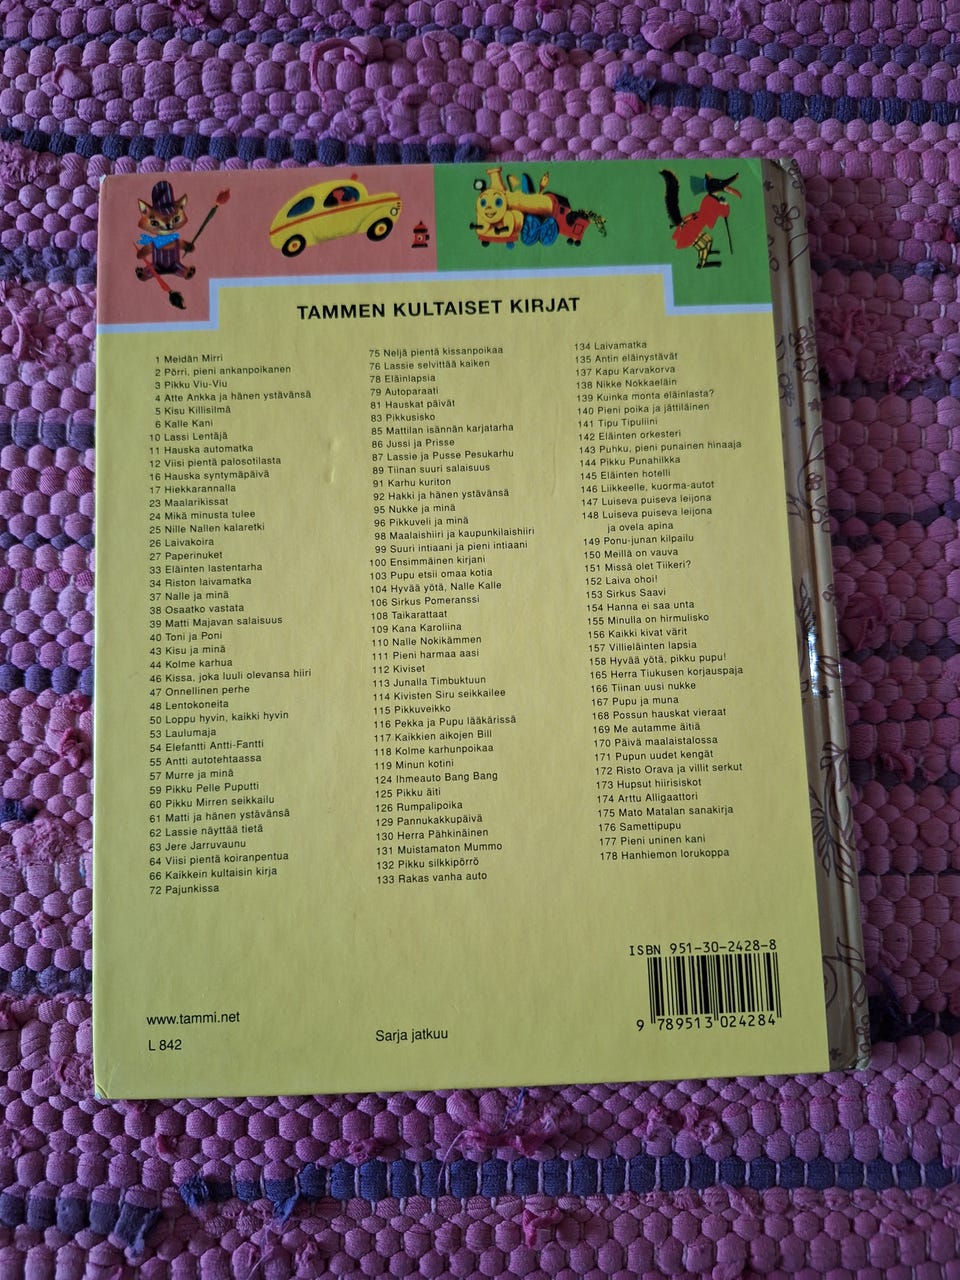 TAMMEN KULTAISET KIRJAT
1 Meidän Mirri
2 Pörri, pieni ankanpoikanen
3 Pikku Viu-Viu
4 Atte Ankka ja hänen ystävänsä
5 Kisu Killisilmä
6 Kalle Kani
10 Lassi Lentäjä
11 Hauska automatka
12 Viisi pientä palosotilasta
16 Hauska syntymäpäivä
17 Hiekkarannalla
23 Maalarikissat
24 Mikä minusta tulee
25 Nille Nallen kalaretki
26 Laivakoira
27 Paperinuket
33 Eläinten lastentarha
34 Riston laivamatka
37 Nalle ja minä
38 Osaatko vastata
39 Matti Majavan salaisuus
40 Toni ja Poni
43 Kisu ja minä
44 Kolme karhua
46 Kissa, joka luuli olevansa hiiri
47 Onnellinen perhe
48 Lentokoneita
50 Loppu hyvin, kaikki hyvin
53 Laulumaja
54 Elefantti Antti-Fantti
55 Antti autotehtaassa
57 Murre ja minä
59 Pikku Pelle Puputti
60 Pikku Mirren seikkailu
61 Matti ja hänen ystävänsä
62 Lassie näyttää tietä
63 Jere Jarruvaunu
64 Viisi pientä koiranpentua
66 Kaikkein kultaisin kirja
72 Pajunkissa
75 Neljä pientä kissanpoikaa
76 Lassie selvittää kaiken
78 Eläinlapsia
79 Autoparaati
81 Hauskat päivät
83 Pikkusisko
85 Mattilan isännän karjatarha
86 Jussi ja Prisse
87 Lassie ja Pusse Pesukarhu
89 Tiinan suuri salaisuus
91 Karhu kuriton
92 Hakki ja hänen ystävänsä
95 Nukke ja minä
96 Pikkuveli ja minä
98 Maalaishiiri ja kaupunkilaishiiri
99 Suuri intiaani ja pieni intiaani
100 Ensimmäinen kirjani
103 Pupu etsii omaa kotia
104 Hyvää yötä, Nalle Kalle
106 Sirkus Pomeranssi
108 Taikarattaat
109 Kana Karoliina
110 Nalle Nokikämmen
111 Pieni harmaa aasi
112 Kiviset
113 Junalla Timbuktuun
114 Kivisten Siru seikkailee
115 Pikkuveikko
116 Pekka ja Pupu lääkärissä
117 Kaikkien aikojen Bill
118 Kolme karhunpoikaa
119 Minun kotini
124 Ihmeauto Bang Bang
125 Pikku äiti
126 Rumpalipoika
129 Pannukakkupäivä
130 Herra Pähkinäinen
131 Muistamaton Mummo
132 Pikku silkkipörrö
133 Rakas vanha auto
134 Laivamatka
135 Antin eläinystävät
137 Kapu Karvakorva
138 Nikke Nokkaeläin
139 Kuinka monta eläinlasta?
140 Pieni poika ja jättiläinen
141 Tipu Tipuliini
142 Eläinten orkesteri
143 Puhku, pieni punainen hinaaja
144 Pikku Punahilkka
145 Eläinten hotelli
146 Liikkeelle, kuorma-autot
147 Luiseva puiseva leijona
148 Luiseva puiseva leijona
ja ovela apina
149 Ponu-junan kilpailu
150 Meillä on vauva
151 Missä olet Tiikeri?
152 Laiva ohoi!
153 Sirkus Saavi
154 Hanna ei saa unta
155 Minulla on hirmulisko
156 Kaikki kivat värit
157 Villieläinten lapsia
158 Hyvää yötä, pikku pupu!
165 Herra Tiukusen korjauspaja
166 Tiinan uusi nukke
167 Pupu ja muna
168 Possun hauskat vieraat
169 Me autamme äitiä
170 Päivä maalaistalossa
171 Pupun uudet kengät
172 Risto Orava ja villit serkut
173 Hupsut hiirisiskot
174 Arttu Alligaattori
175 Mato Matalan sanakirja
176 Samettipupu
177 Pieni uninen kani
178 Hanhiemon lorukoppa
ISBN 951-30-2428-8
9 789513 024284
www.tammi.net
L 842
Sarja jatkuu